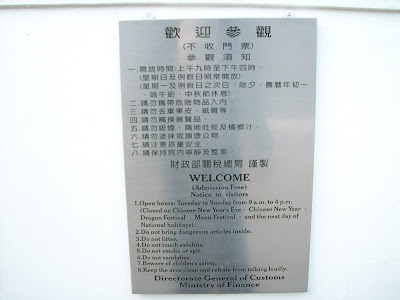 歡迎參觀
(不收門票)
參觀須知
一.開放時間:上午九時至下午四時。
(星期日及例假日照常開放)
(星期一及例假日之次日、除夕、農曆年初一
、端午節、中秋節休息)
二.請勿攜帶危險物品入內。
三.請勿丟棄果皮、紙屑等。
四.請勿觸摸展覽品。
五.請勿吸煙、隨地吐痰及檳榔汁。
六.請勿塗抹或損壞公物。
七.請注意孩童安全。
八.請保持院內寧靜及整潔。
財政部關稅總局 謹製
WELCOME
(Admission Free)
Notice to visitors
1.Open hours: Tuesday to Sunday from 9 a.m. to 4 p.m.
(Closed on Chinese New Year's Eve、Chinese New Year、
Dragon Festival、Moon Festival、and the next day of
National holidays).
2.Do not bring dangerous articles inside.
3.Do not litter.
4.Do not touch exhibits.
5.Do not smoke or spit.
6.Do not vandalize.
7.Beware of childen's safety.
8.Keep the area clean and refrain from talking loudly.
Directorate General of Customs
Ministry of Finance